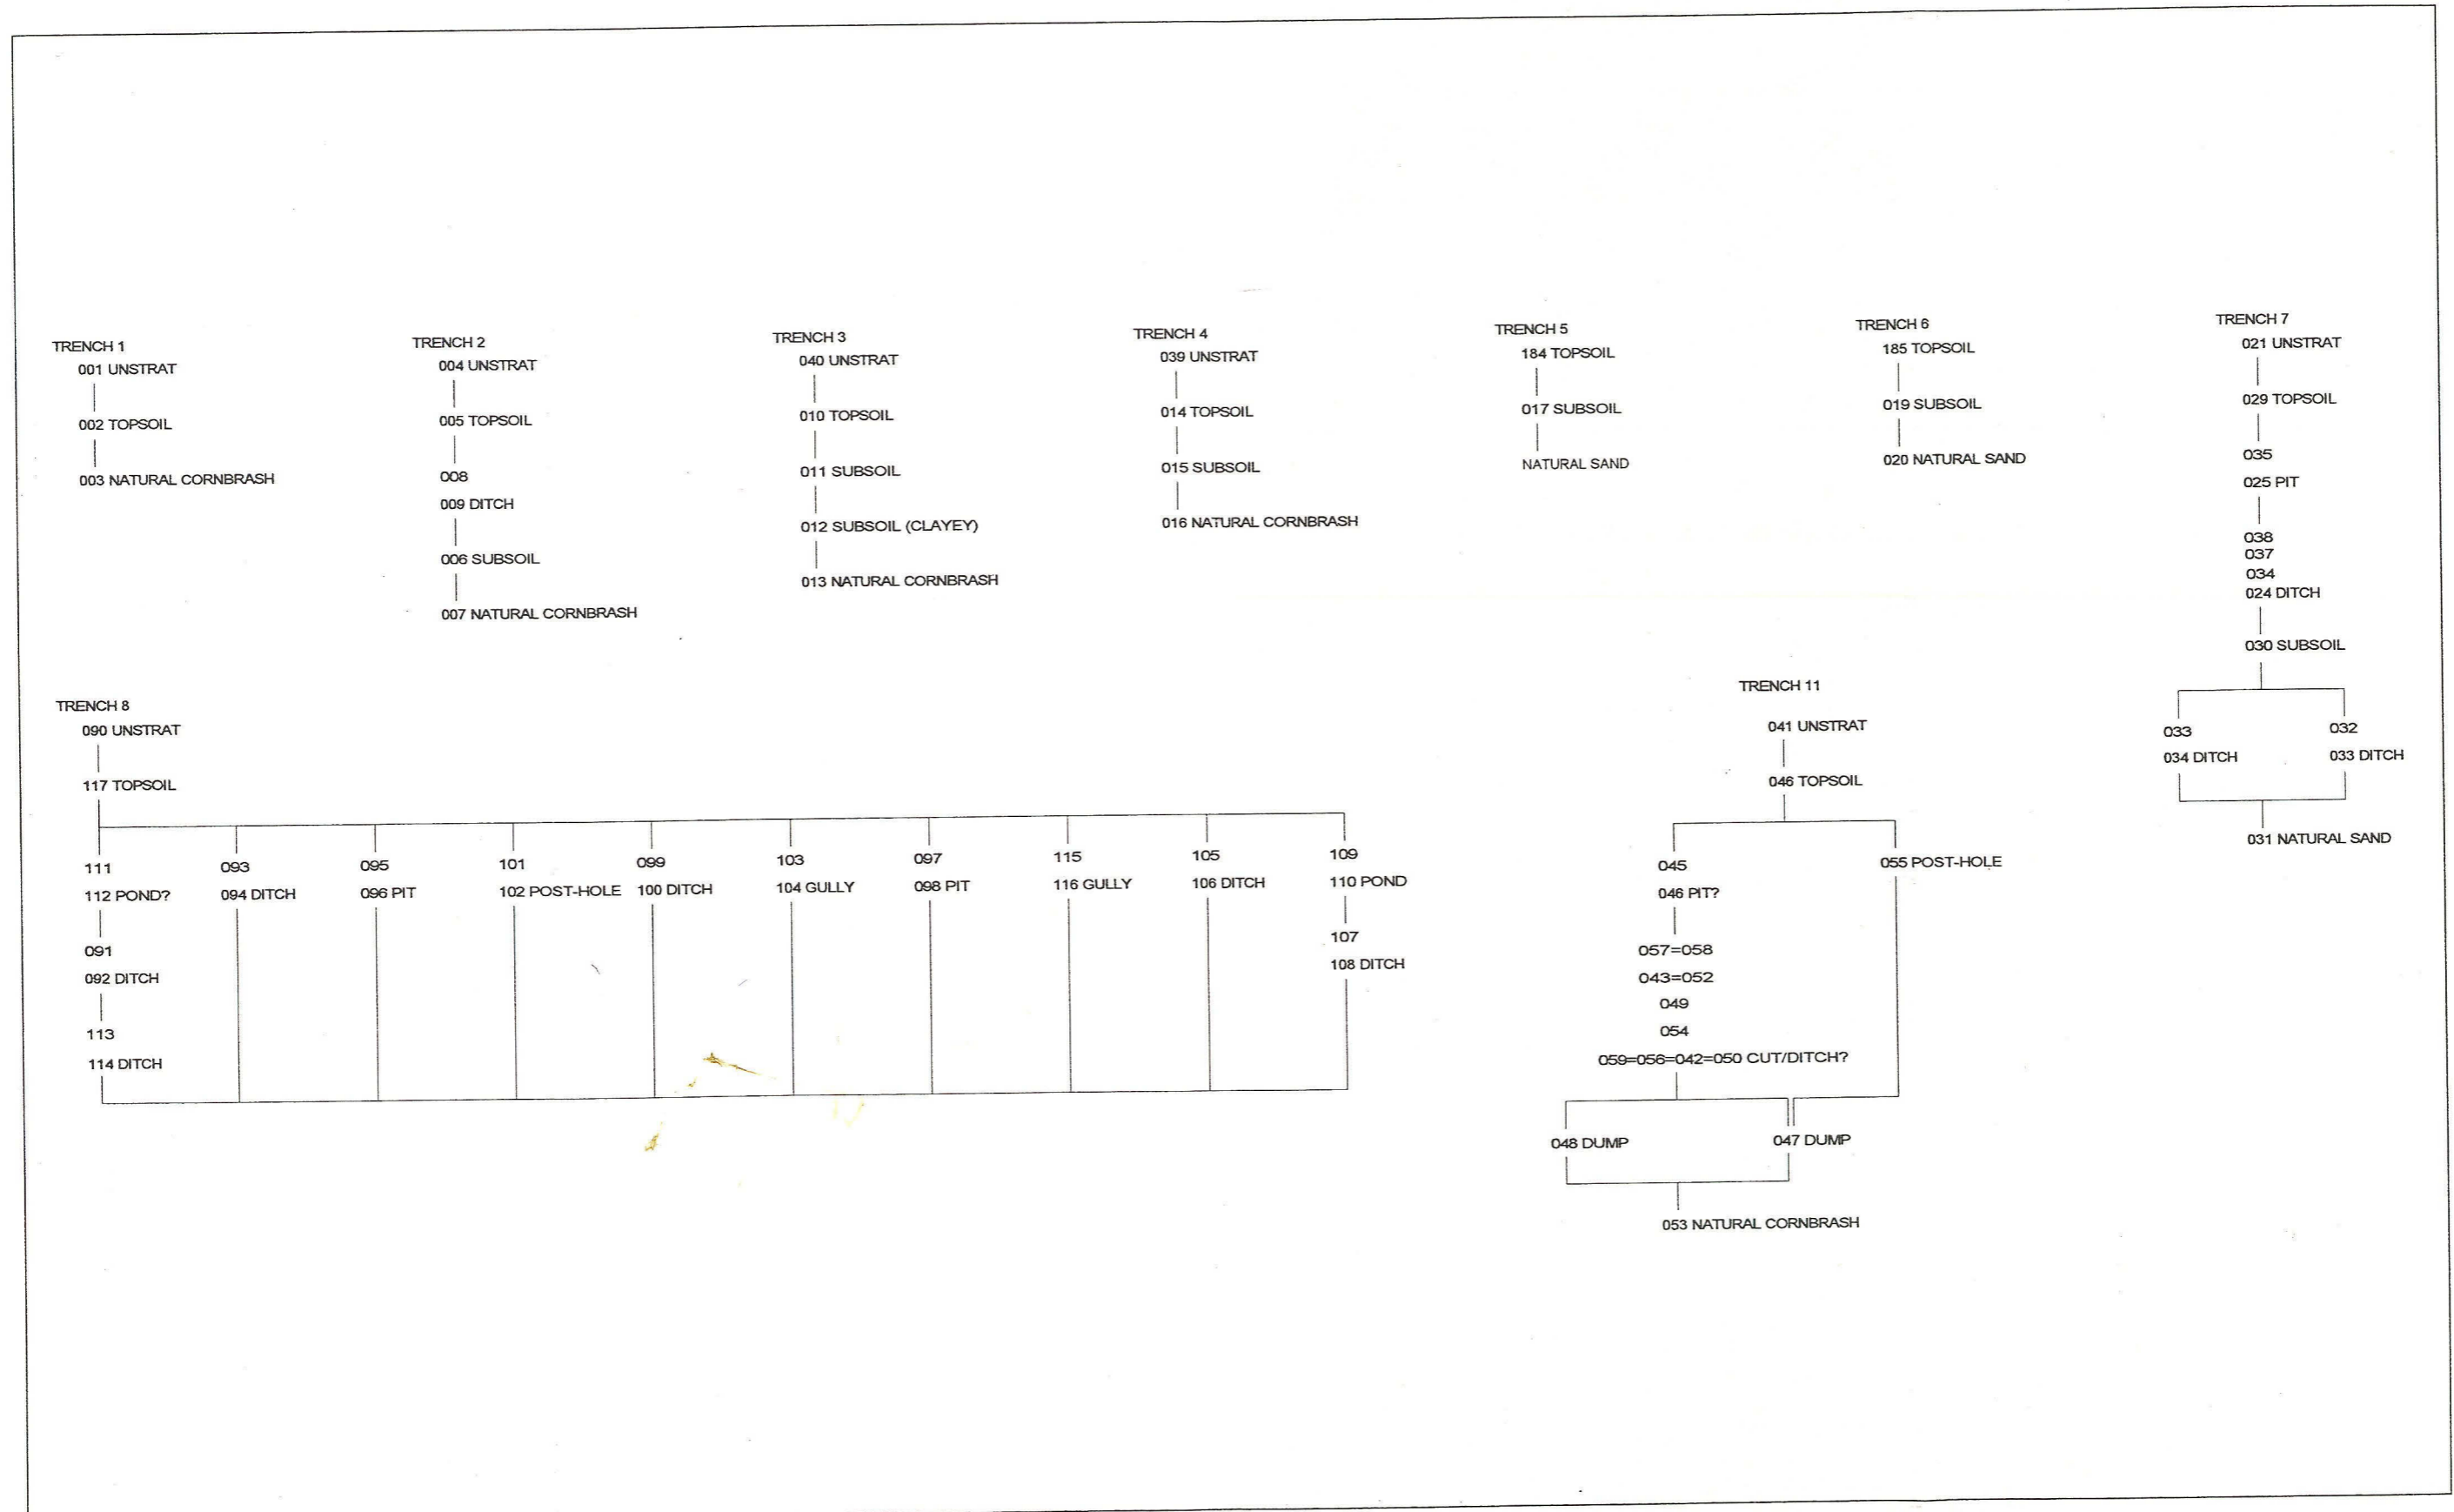 TRENCH 1
001 UNSTRAT
002 TOPSOIL
003 NATURAL CORNBRASH
TRENCH 2
004 UNSTRAT
005 TOPSOIL
008
009 DITCH
006 SUBSOIL
007 NATURAL CORNBRASH
TRENCH 3
040 UNSTRAT
010 TOPSOIL
011 SUBSOIL
012 SUBSOIL (CLAYEY)
013 NATURAL CORNBRASH
TRENCH 4
039 UNSTRAT
014 TOPSOIL
015 SUBSOIL
016 NATURAL CORNBRASH
TRENCH 5
184 TOPSOIL
017 SUBSOIL
NATURAL SAND
TRENCH 6
185 TOPSOIL
019 SUBSOIL
020 NATURAL SAND
TRENCH 7
021 UNSTRAT
029 TOPSOIL
035
025 PIT
038
037
034
024 DITCH
030 SUBSOIL
033
034 DITCH
032
033 DITCH
031 NATURAL SAND
TRENCH 8
090 UNSTRAT
117 TOPSOIL
111
112 POND?
091
092 DITCH
113
114 DITCH
093
094 DITCH
095
096 PIT
101
102 POST-HOLE
099
100 DITCH
103
104 GULLY
097
098 PIT
115
116 GULLY
105
106 DITCH
109
110 POND
107
108 DITCH
TRENCH 11
041 UNSTRAT
046 TOPSOIL
045
046 PIT?
057=058
043=052
049
054
059=056=042=050 CUT/DITCH?
055 POST-HOLE
048 DUMP
047 DUMP
053 NATURAL CORNBRASH